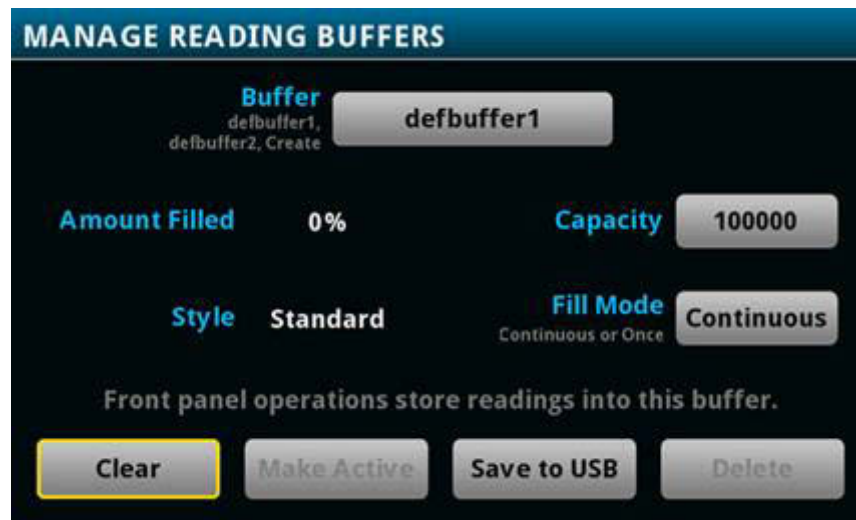 MANAGE READING BUFFERS
Buffer
defbuffer1,
defbuffer2, Create
defbuffer1
Amount Filled 0% Capacity 100000
Style Standard Fill Mode
Continuous or Once
Continuous
Front panel operations store readings into this buffer.
Clear Make Active Save to USB Delete